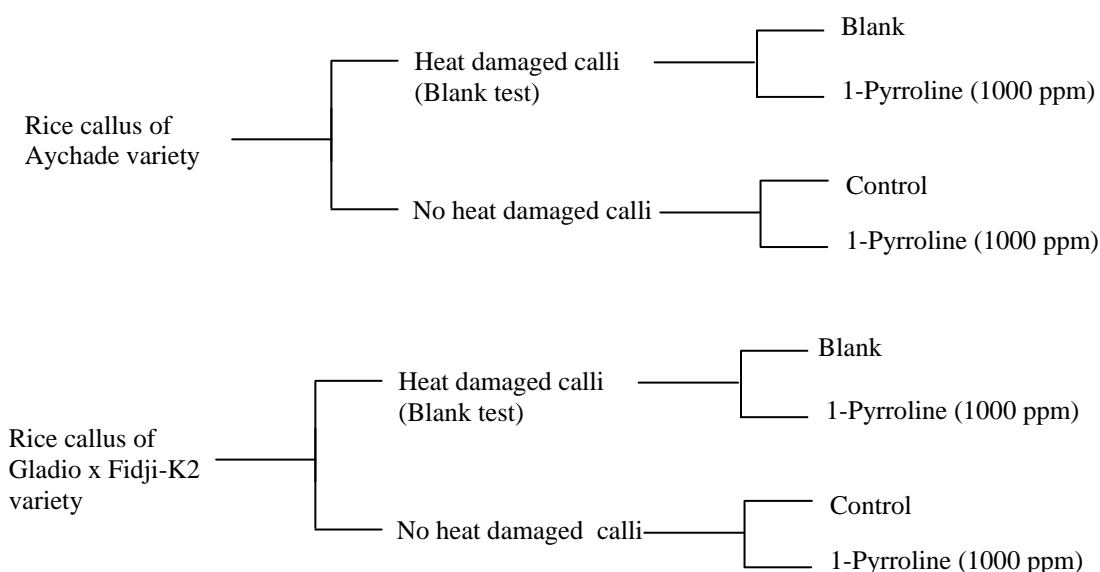 Blank
Heat damaged calli
(Blank test)
1-Pyrroline (1000 ppm)
Rice callus of
Aychade variety
Control
No heat damaged calli
1-Pyrroline (1000 ppm)
Blank
Heat damaged calli
(Blank test)
1-Pyrroline (1000 ppm)
Rice callus of
Gladio x Fidji-K2
variety
Control
No heat damaged calli
1-Pyrroline (1000 ppm)